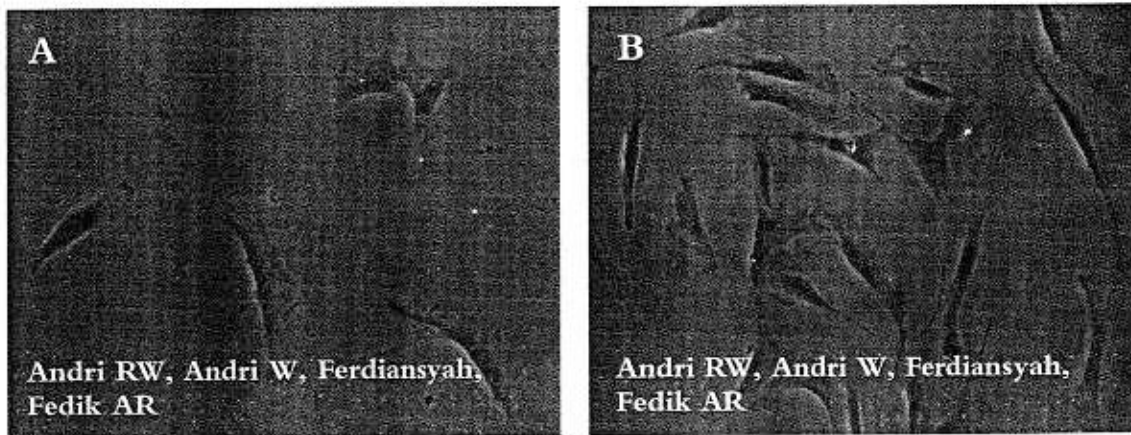 A
Andri RW, Andri W, Ferdiansyah,
Fedik AR
B
Andri RW, Andri W, Ferdiansyah,
Fedik AR